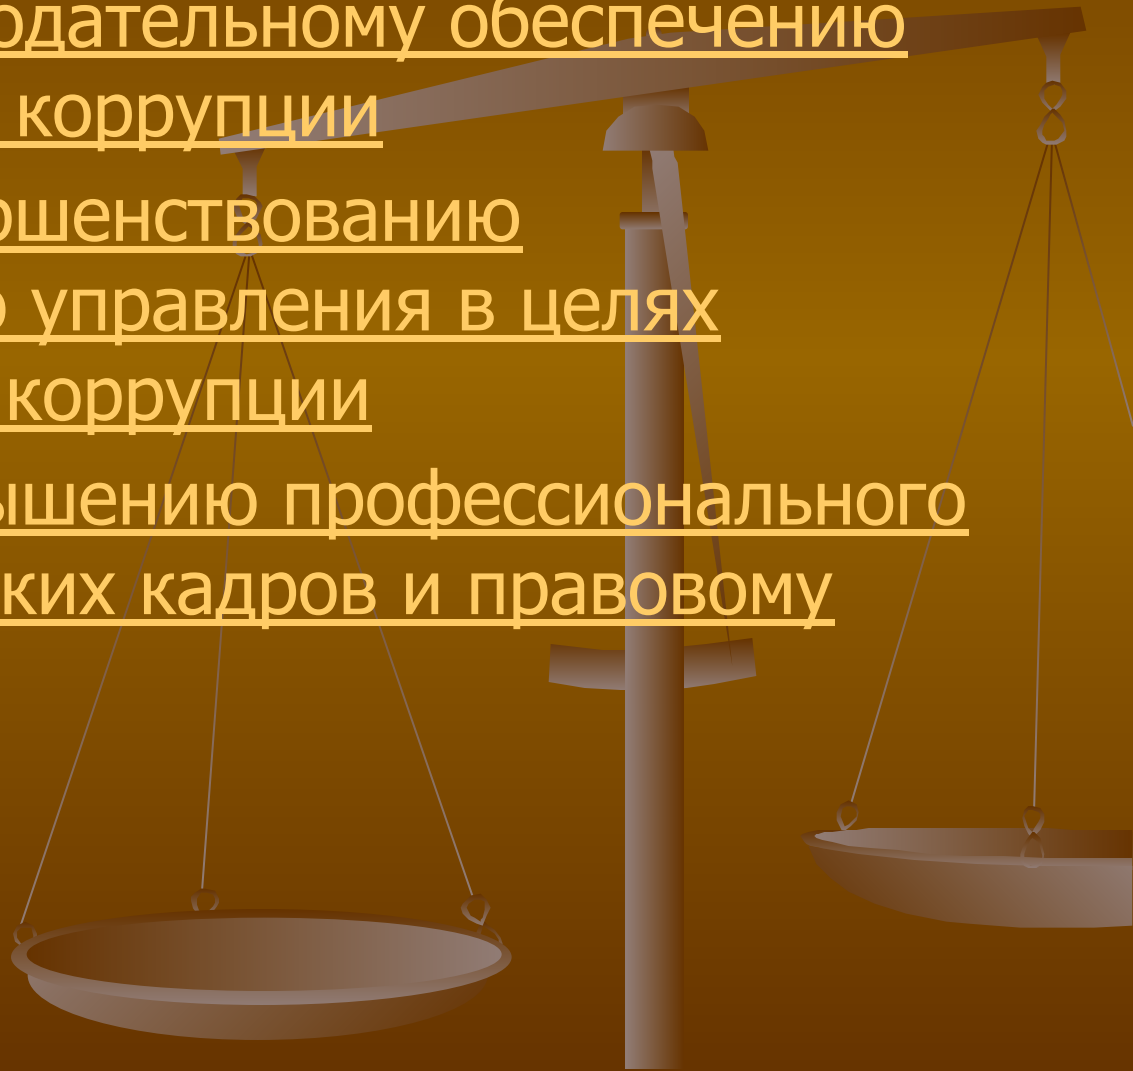 одательному обеспечению
коррупции
ршенствованию
о управления в целях
коррупции
ышению профессионального
ких кадров и правовому